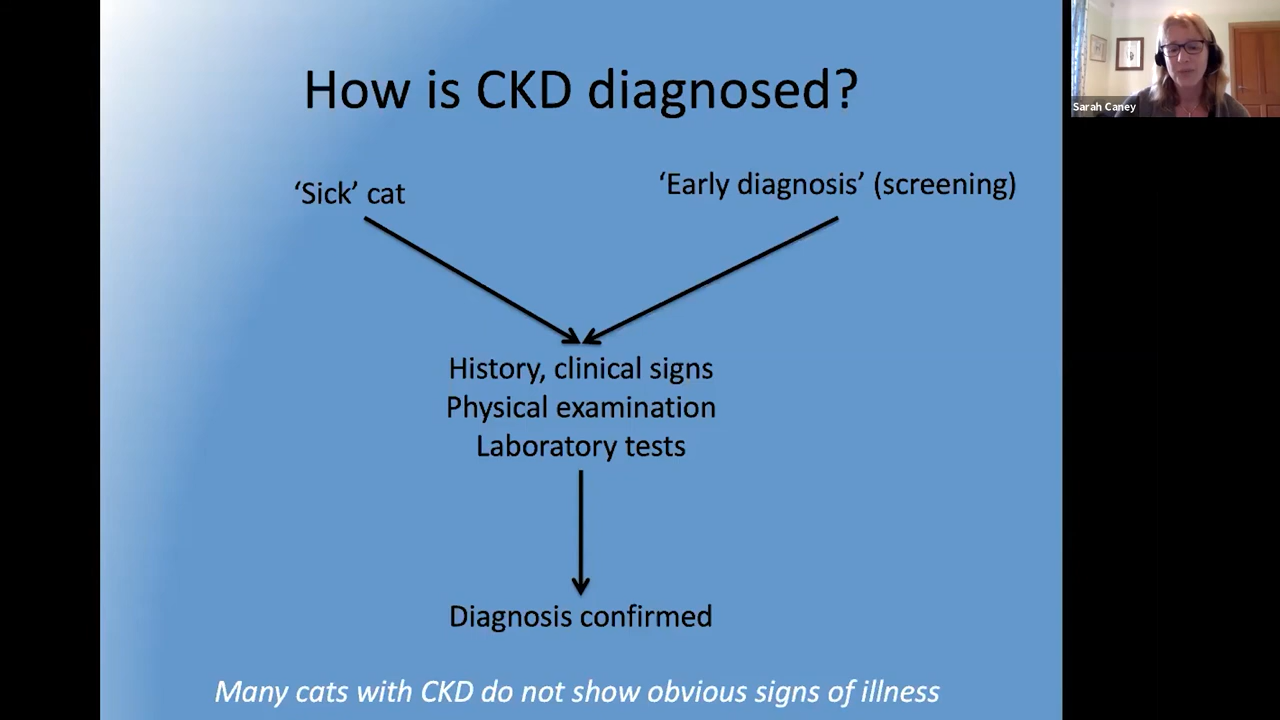 How is CKD diagnosed?
‘Sick’ cat
‘Early diagnosis’ (screening)
History, clinical signs
Physical examination
Laboratory tests
Diagnosis confirmed
Many cats with CKD do not show obvious signs of illness
Sarah Caney